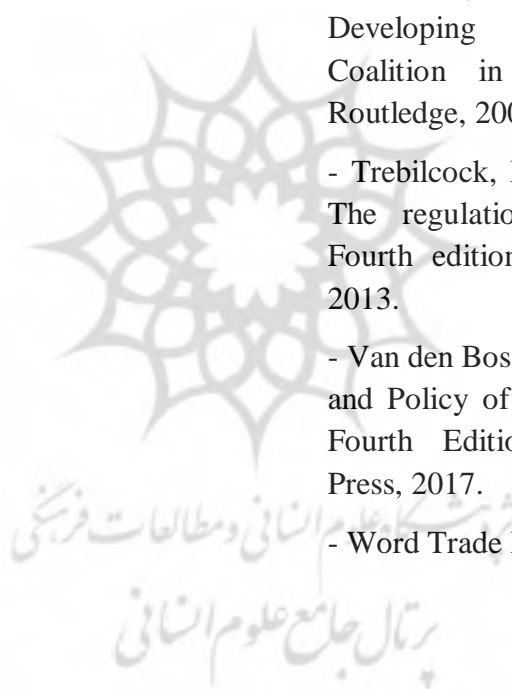 Developing
Coalition in
Routledge, 200
- Trebilcock,
The regulatio
Fourth edition
2013.
- Van den Bos
and Policy of
Fourth Editio
Press, 2017.
پژوهشگاه علوم انسانی و مطالعات فرهنگی
- Word Trade
پرتال جامع علوم انسانی